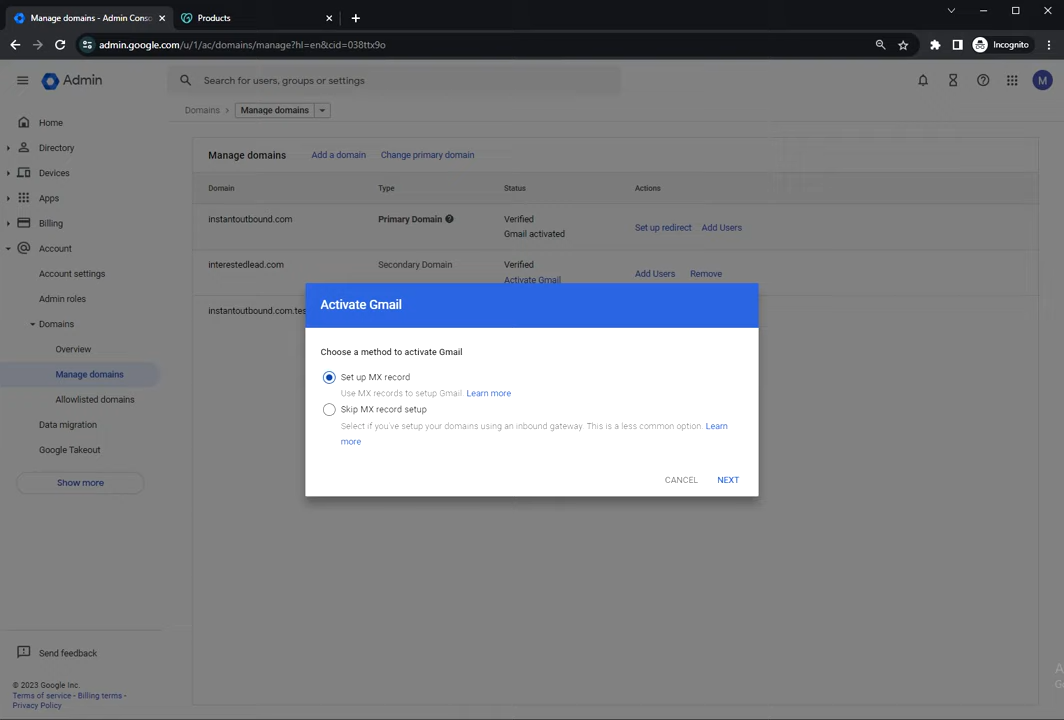 Manage domains - Admin Conso
Products
admin.google.com/u/1/ac/domains/manage?hl=en&cid=038ttx9o
Incognito
Admin
Search for users, groups or settings
M
Domains
Manage domains
Home
Directory
Devices
Apps
Billing
Account
Account settings
Admin roles
Domains
Overview
Manage domains
Allowlisted domains
Data migration
Google Takeout
Show more
Send feedback
© 2023 Google Inc.
Terms of service - Billing terms -
Privacy Policy
Manage domains Add a domain Change primary domain
Domain Type Status Actions
instantoutbound.com Primary Domain Verified
Gmail activated
Set up redirect Add Users
interestedlead.com Secondary Domain Verified
Activate Gmail
Add Users Remove
instantoutbound.com.tes
Activate Gmail
Choose a method to activate Gmail
Set up MX record
Use MX records to setup Gmail. Learn more
Skip MX record setup
Select if you've setup your domains using an inbound gateway. This is a less common option. Learn
more
CANCEL NEXT